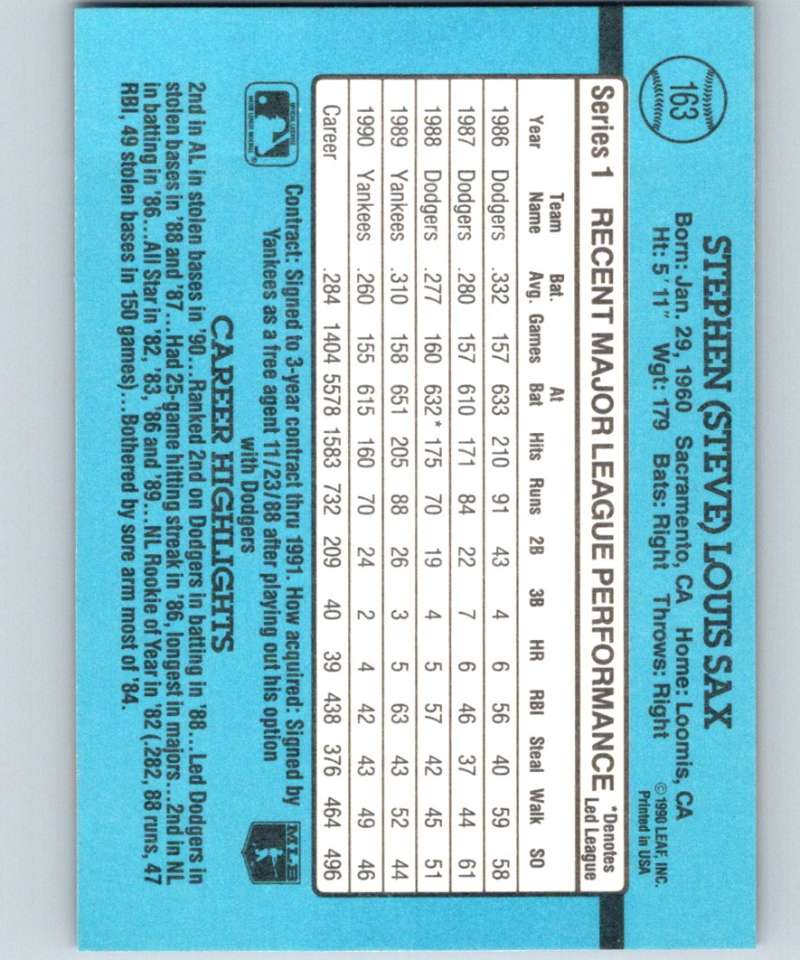 163
STEPHEN (STEVE) LOUIS SAX
Born: Jan. 29, 1960 Sacramento, CA Home: Loomis, CA
Ht: 5´11˝ Wgt: 179 Bats: Right Throws: Right
© 1990 LEAF, INC.
Printed in USA
Series 1 RECENT MAJOR LEAGUE PERFORMANCE *Denotes Led League
Year Team Name Bat. Avg. Games At Bat Hits Runs 2B 3B HR RBI Steal Walk SO
1986 Dodgers .332 157 633 210 91 43 4 6 56 40 59 58
1987 Dodgers .280 157 610 171 84 22 7 6 46 37 44 61
1988 Dodgers .277 160 632* 175 70 19 4 5 57 42 45 51
1989 Yankees .310 158 651 205 88 26 3 5 63 43 52 44
1990 Yankees .260 155 615 160 70 24 2 4 42 43 49 46
Career .284 1404 5578 1583 732 209 40 39 438 376 464 496
Contract: Signed to 3-year contract thru 1991. How acquired: Signed by
Yankees as a free agent 11/23/88 after playing out his option
with Dodgers
MLB
CAREER HIGHLIGHTS
2nd in AL in stolen bases in '90...Ranked 2nd on Dodgers in batting in '88...Led Dodgers in
stolen bases in '88 and '87...Had 25-game hitting streak in '86, longest in majors...2nd in NL
in batting in '86...All Star in '82, '83, '86 and '89...NL Rookie of Year in '82 (.282, 88 runs, 47
RBI, 49 stolen bases in 150 games)...Bothered by sore arm most of '84.